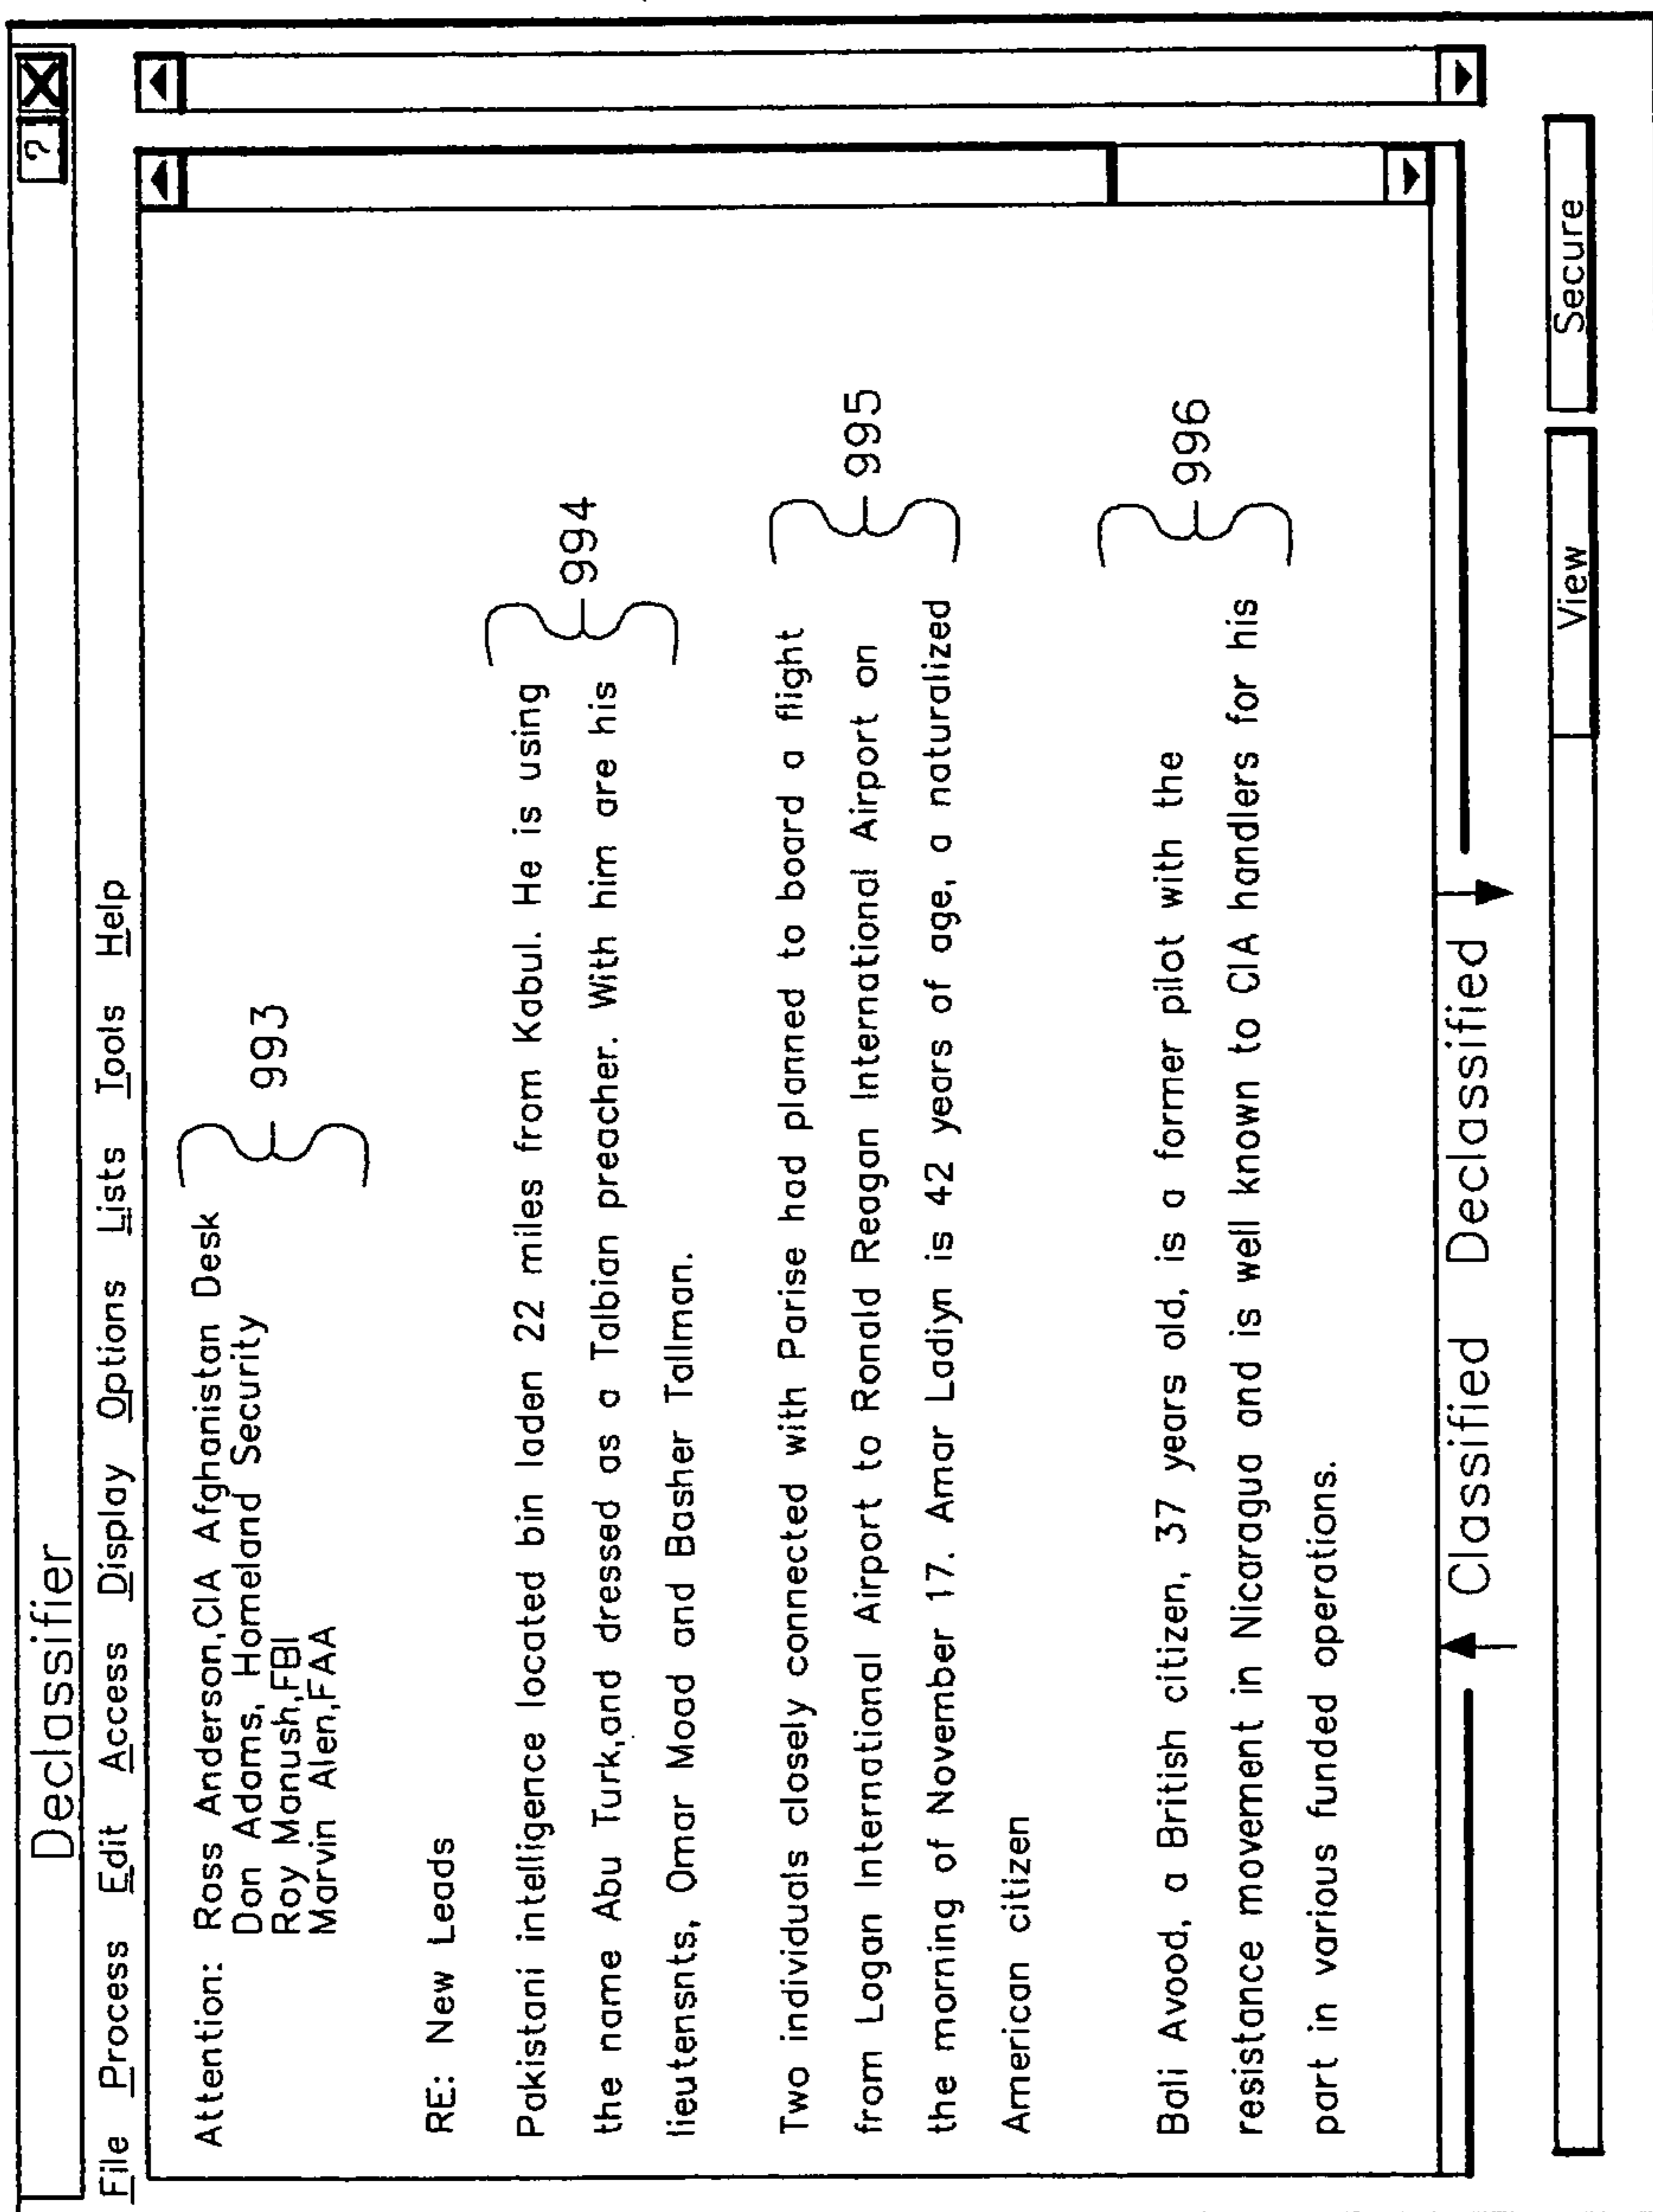 Declassifier
?
X
File Process Edit Access Display Options Lists Tools Help
Attention: Ross Anderson,CIA Afghanistan Desk
Don Adams, Homeland Security
Roy Manush,FBI
Marvin Alen,FAA
993
RE: New Leads
Pakistani intelligence located bin laden 22 miles from Kabul. He is using
the name Abu Turk,and dressed as a Talbian preacher. With him are his
lieutensnts, Omar Moad and Basher Tallman.
994
Two individuals closely connected with Parise had planned to board a flight
from Logan International Airport to Ronald Reagan International Airport on
the morning of November 17. Amar Ladiyn is 42 years of age, a naturalized
American citizen
995
Bali Avood, a British citizen, 37 years old, is a former pilot with the
resistance movement in Nicaragua and is well known to CIA handlers for his
part in various funded operations.
996
Classified Declassified
View
Secure